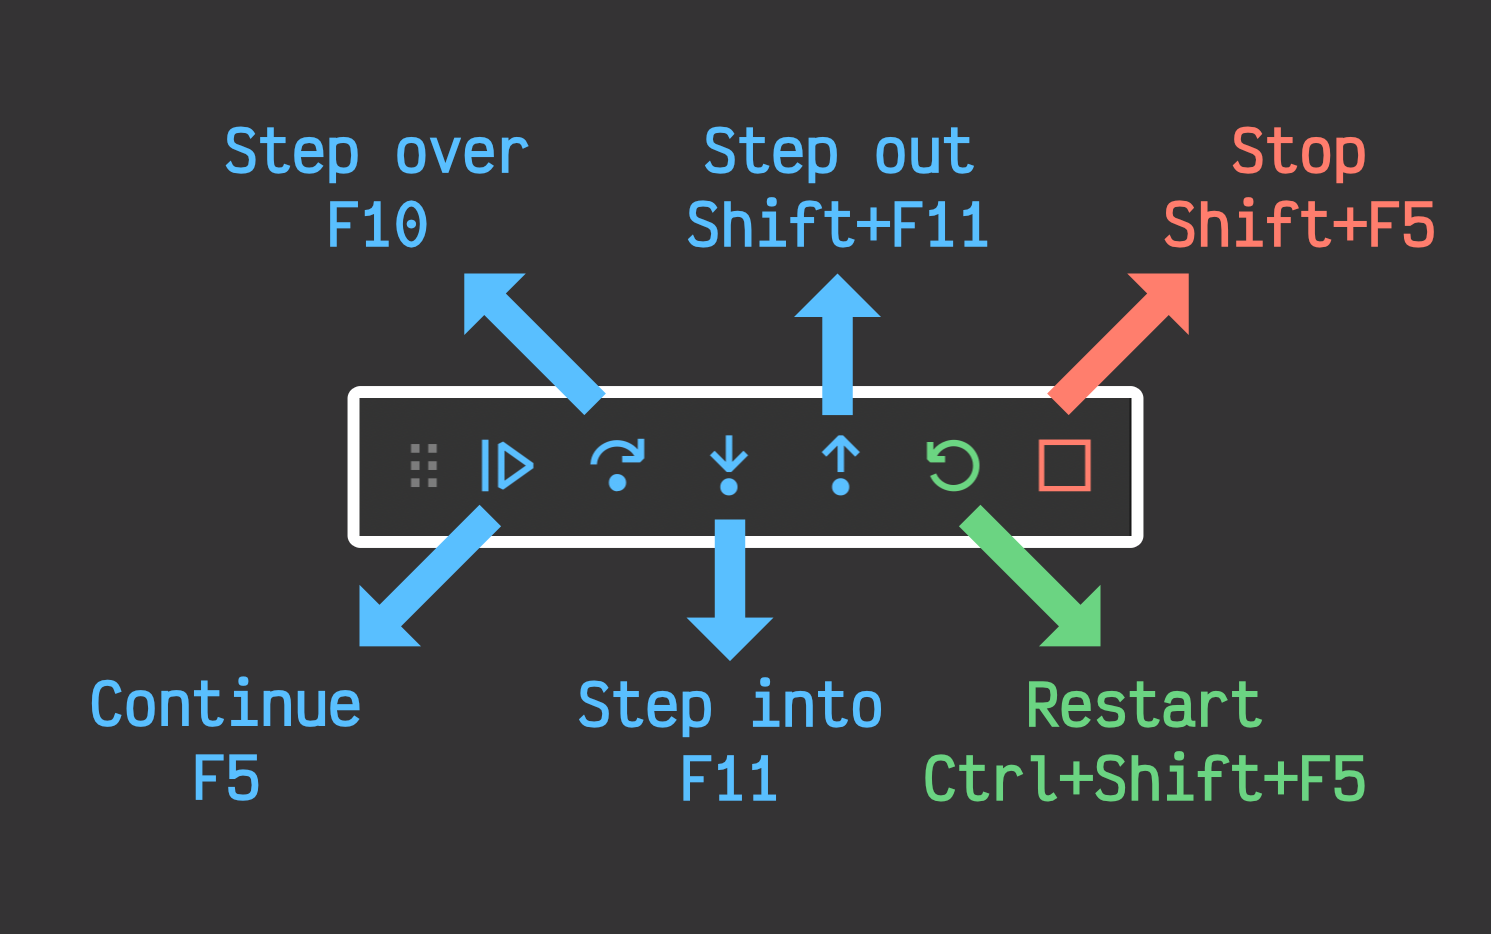 Step over
F10
Step out
Shift+F11
Stop
Shift+F5
Continue
F5
Step into
F11
Restart
Ctrl+Shift+F5